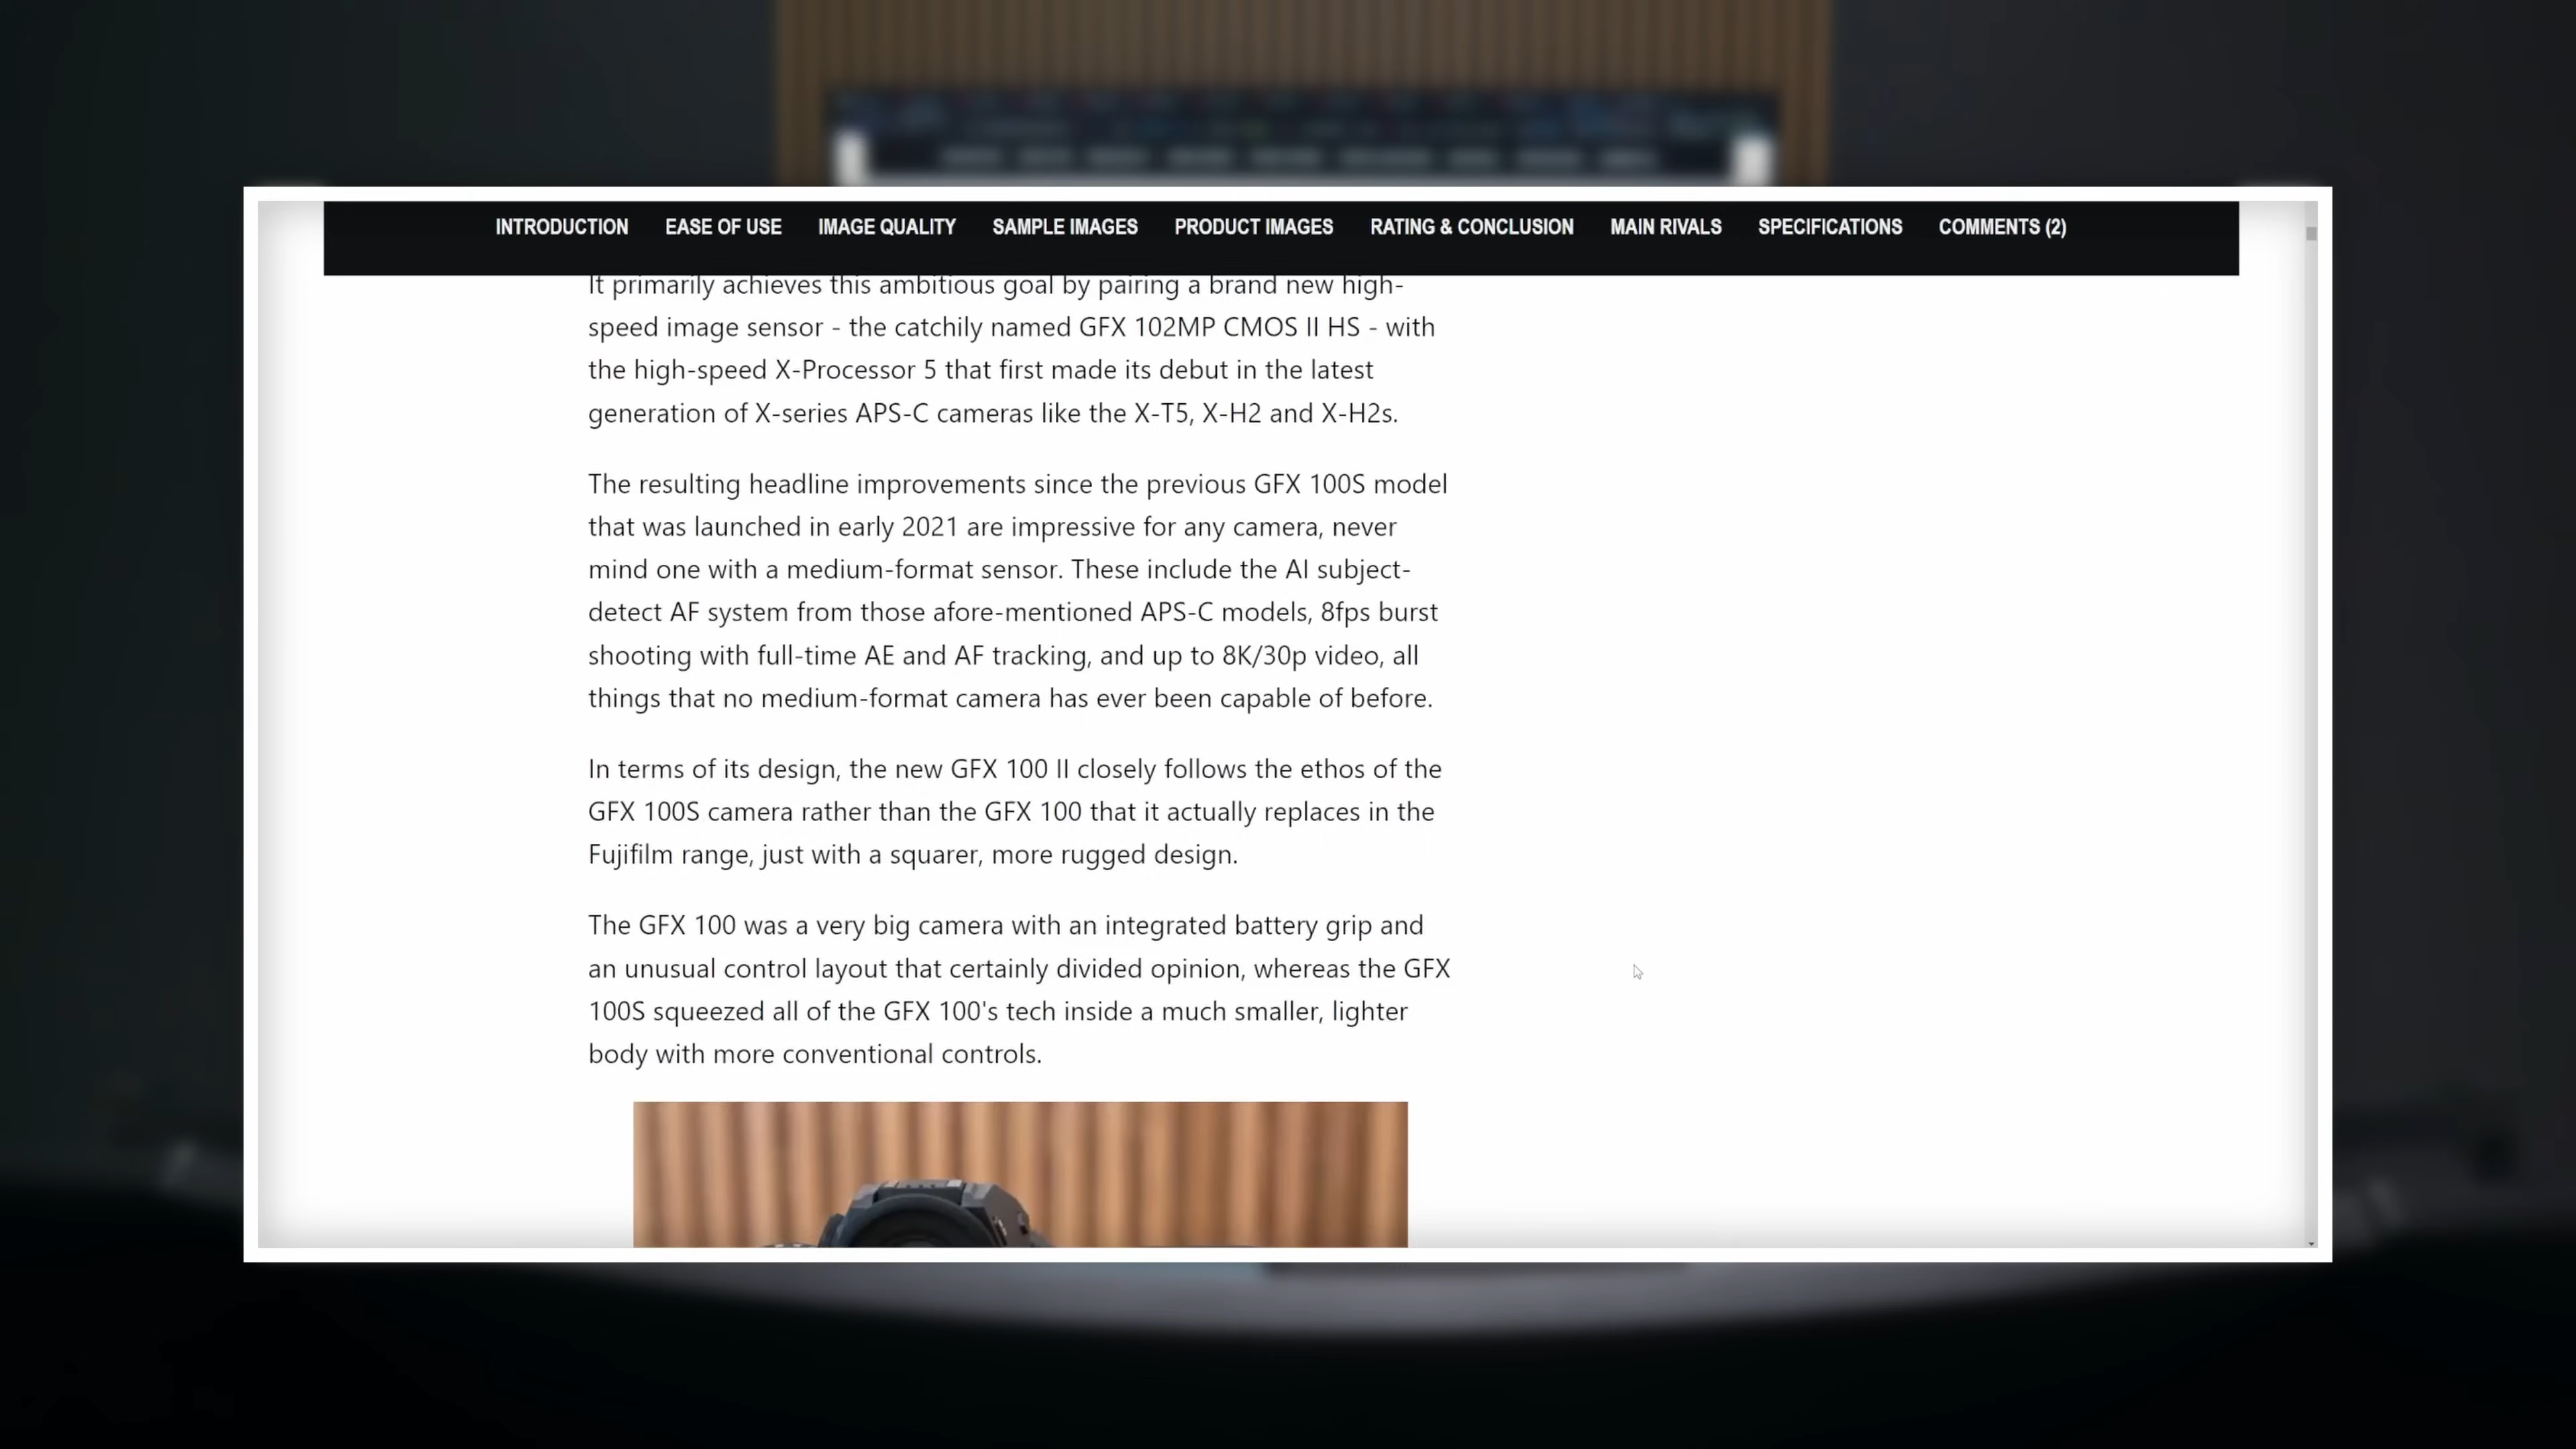 INTRODUCTION EASE OF USE IMAGE QUALITY SAMPLE IMAGES PRODUCT IMAGES RATING & CONCLUSION MAIN RIVALS SPECIFICATIONS COMMENTS (2)
It primarily achieves this ambitious goal by pairing a brand new high-
speed image sensor - the catchily named GFX 102MP CMOS II HS - with
the high-speed X-Processor 5 that first made its debut in the latest
generation of X-series APS-C cameras like the X-T5, X-H2 and X-H2s.
The resulting headline improvements since the previous GFX 100S model
that was launched in early 2021 are impressive for any camera, never
mind one with a medium-format sensor. These include the AI subject-
detect AF system from those afore-mentioned APS-C models, 8fps burst
shooting with full-time AE and AF tracking, and up to 8K/30p video, all
things that no medium-format camera has ever been capable of before.
In terms of its design, the new GFX 100 II closely follows the ethos of the
GFX 100S camera rather than the GFX 100 that it actually replaces in the
Fujifilm range, just with a squarer, more rugged design.
The GFX 100 was a very big camera with an integrated battery grip and
an unusual control layout that certainly divided opinion, whereas the GFX
100S squeezed all of the GFX 100's tech inside a much smaller, lighter
body with more conventional controls.